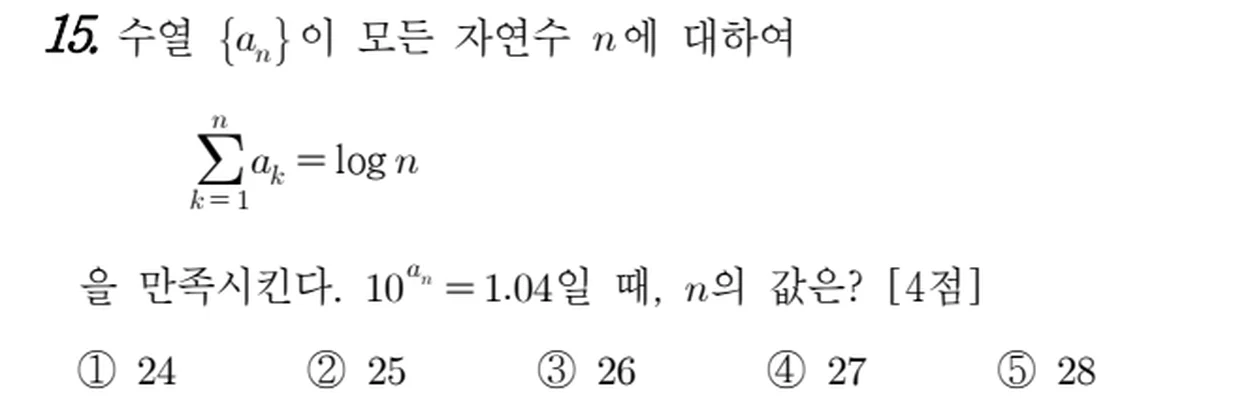 15. 수열 {aₙ}이 모든 자연수 n에 대하여
∑ₖ₌₁ⁿ aₖ = log n
을 만족시킨다. 10^{aₙ} = 1.04일 때, n의 값은? [4점]
① 24 ② 25 ③ 26 ④ 27 ⑤ 28